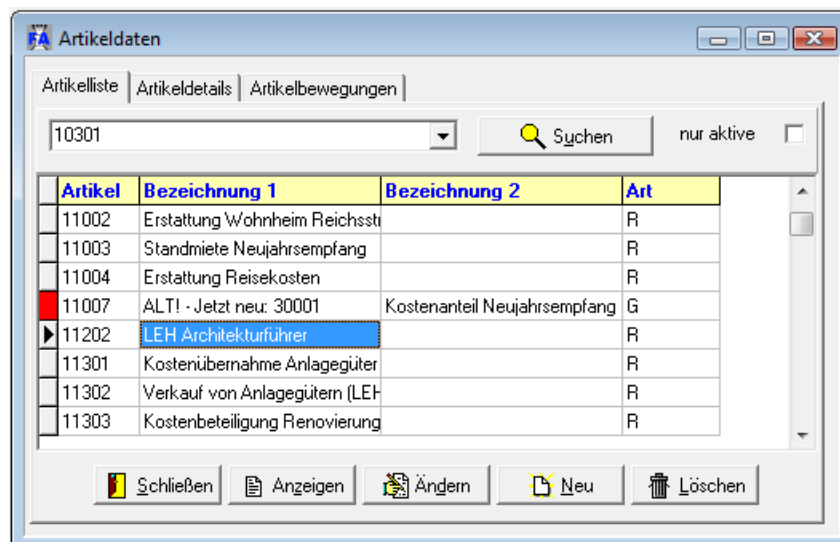 FA Artikeldaten
Artikelliste Artikeldetails Artikelbewegungen
10301 Suchen nur aktive
Artikel Bezeichnung 1 Bezeichnung 2 Art
11002 Erstattung Wohnheim Reichsstr R
11003 Standmiete Neujahrsempfang R
11004 Erstattung Reisekosten R
11007 ALT! - Jetzt neu: 30001 Kostenanteil Neujahrsempfang G
11202 LEH Architekturführer R
11301 Kostenübernahme Anlagegüter R
11302 Verkauf von Anlagegütern (LEH R
11303 Kostenbeteiligung Renovierung R
Schließen Anzeigen Ändern Neu Löschen